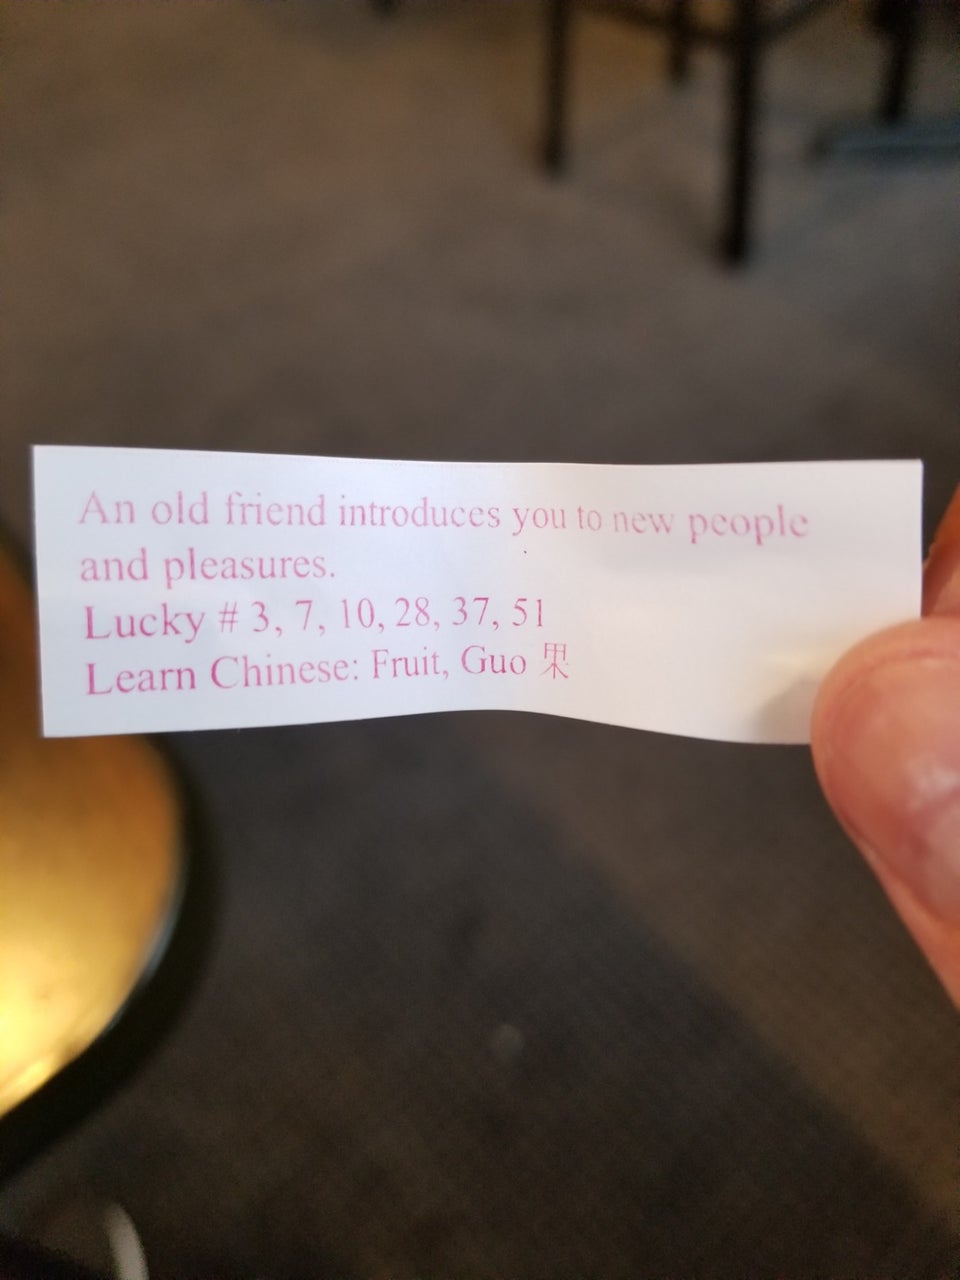 An old friend introduces you to new people
and pleasures.
Lucky # 3, 7, 10, 28, 37, 51
Learn Chinese: Fruit, Guo 果